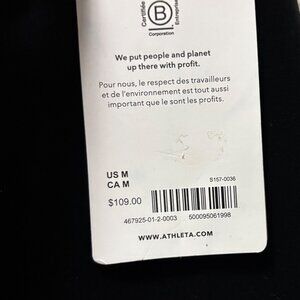 Certified
B
Corporation
We put people and planet
up there with profit.
Pour nous, le respect des travailleurs
et de l'environnement est tout aussi
important que le sont les profits.
US M
CA M
S157-0036
$109.00
467925-01-2-0003 500095061998
WWW.ATHLETA.COM